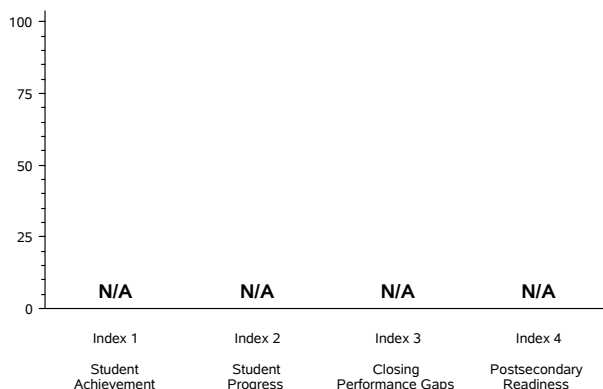 100
75
50
25
0
N/A N/A N/A N/A
Index 1 Index 2 Index 3 Index 4
Student Student Closing Postsecondary
Achievement Progress Performance Gaps Readiness